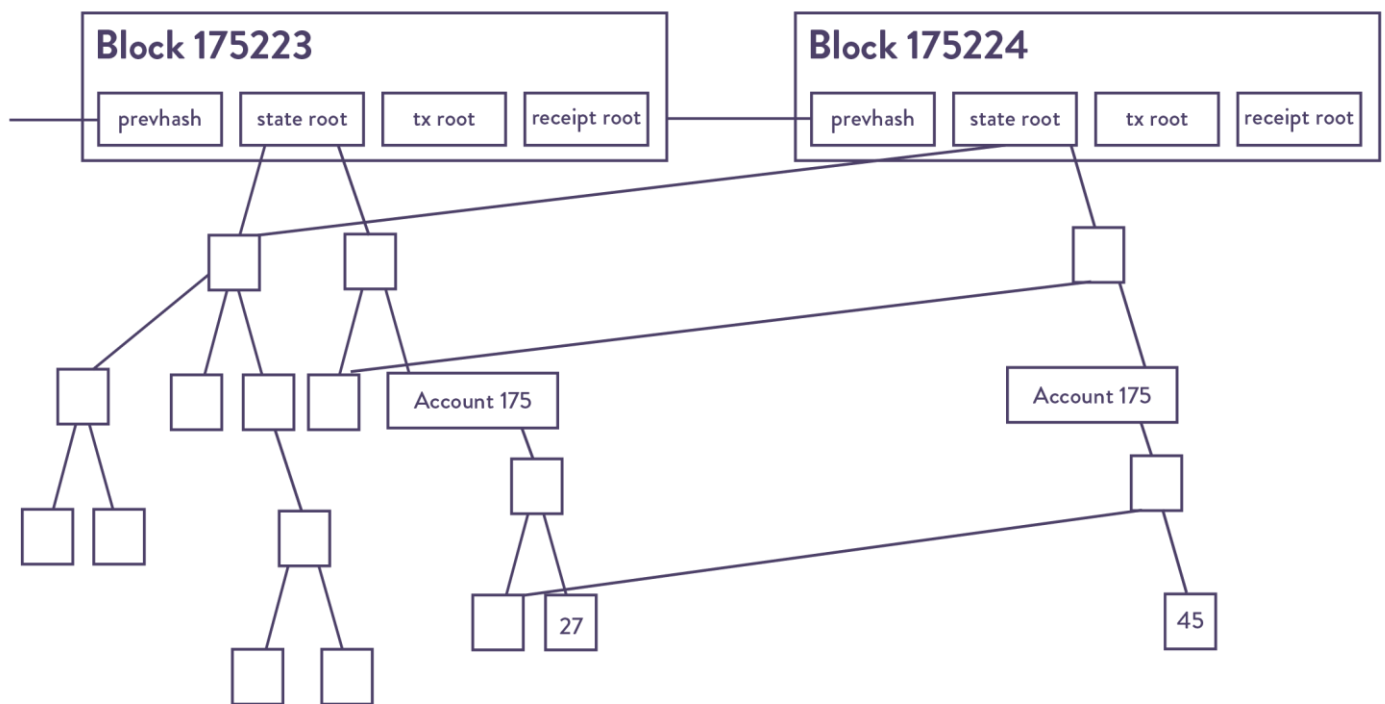 Block 175223
prevhash
state root
tx root
receipt root
Block 175224
prevhash
state root
tx root
receipt root
Account 175
27
Account 175
45